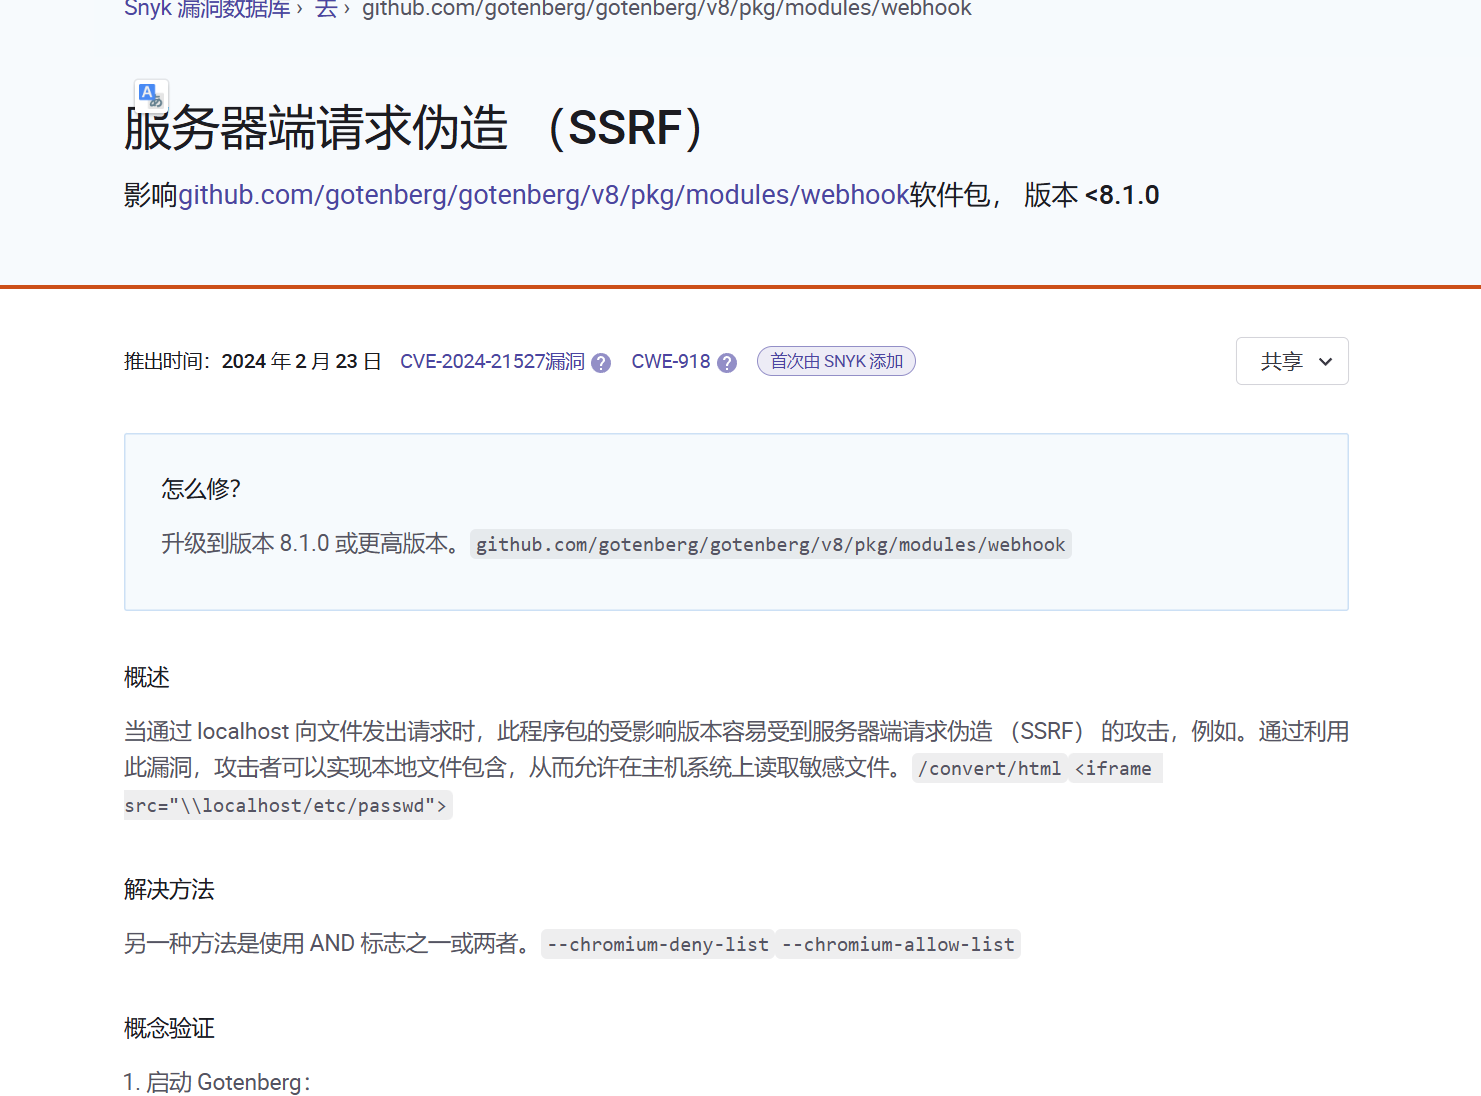 Snyk 漏洞数据库 › 云 › github.com/gotenberg/gotenberg/v8/pkg/modules/webhook
服务器端请求伪造 （SSRF）
影响github.com/gotenberg/gotenberg/v8/pkg/modules/webhook软件包， 版本 <8.1.0
推出时间：2024 年 2 月 23 日 CVE-2024-21527漏洞 ? CWE-918 ? 首次由 SNYK 添加
共享
怎么修？
升级到版本 8.1.0 或更高版本。github.com/gotenberg/gotenberg/v8/pkg/modules/webhook
概述
当通过 localhost 向文件发出请求时，此程序包的受影响版本容易受到服务器端请求伪造 （SSRF） 的攻击，例如。通过利用
此漏洞，攻击者可以实现本地文件包含，从而允许在主机系统上读取敏感文件。/convert/html <iframe
src="\\localhost/etc/passwd">
解决方法
另一种方法是使用 AND 标志之一或两者。--chromium-deny-list --chromium-allow-list
概念验证
1. 启动 Gotenberg：